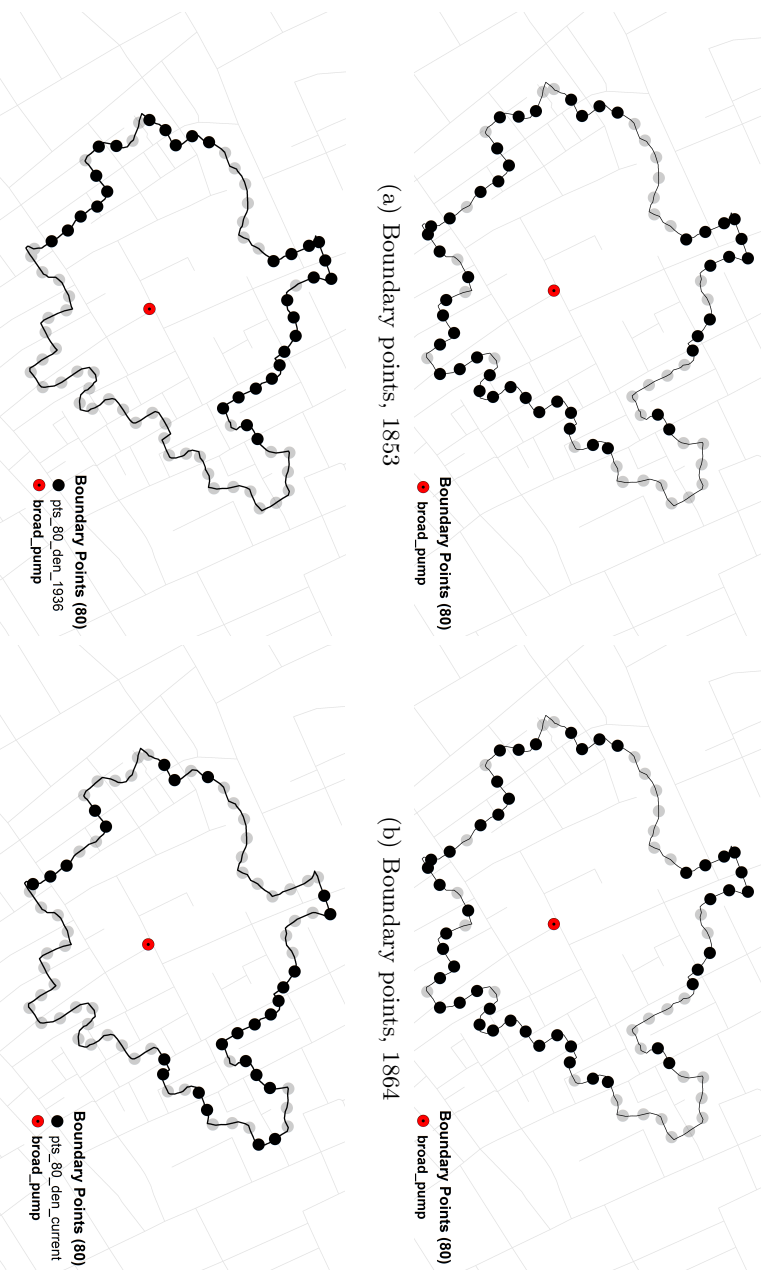 Boundary Points (80)
broad_pump
(a) Boundary points, 1853
Boundary Points (80)
broad_pump
(b) Boundary points, 1864
Boundary Points (80)
pts_80_den_1936
broad_pump
Boundary Points (80)
pts_80_den_current
broad_pump